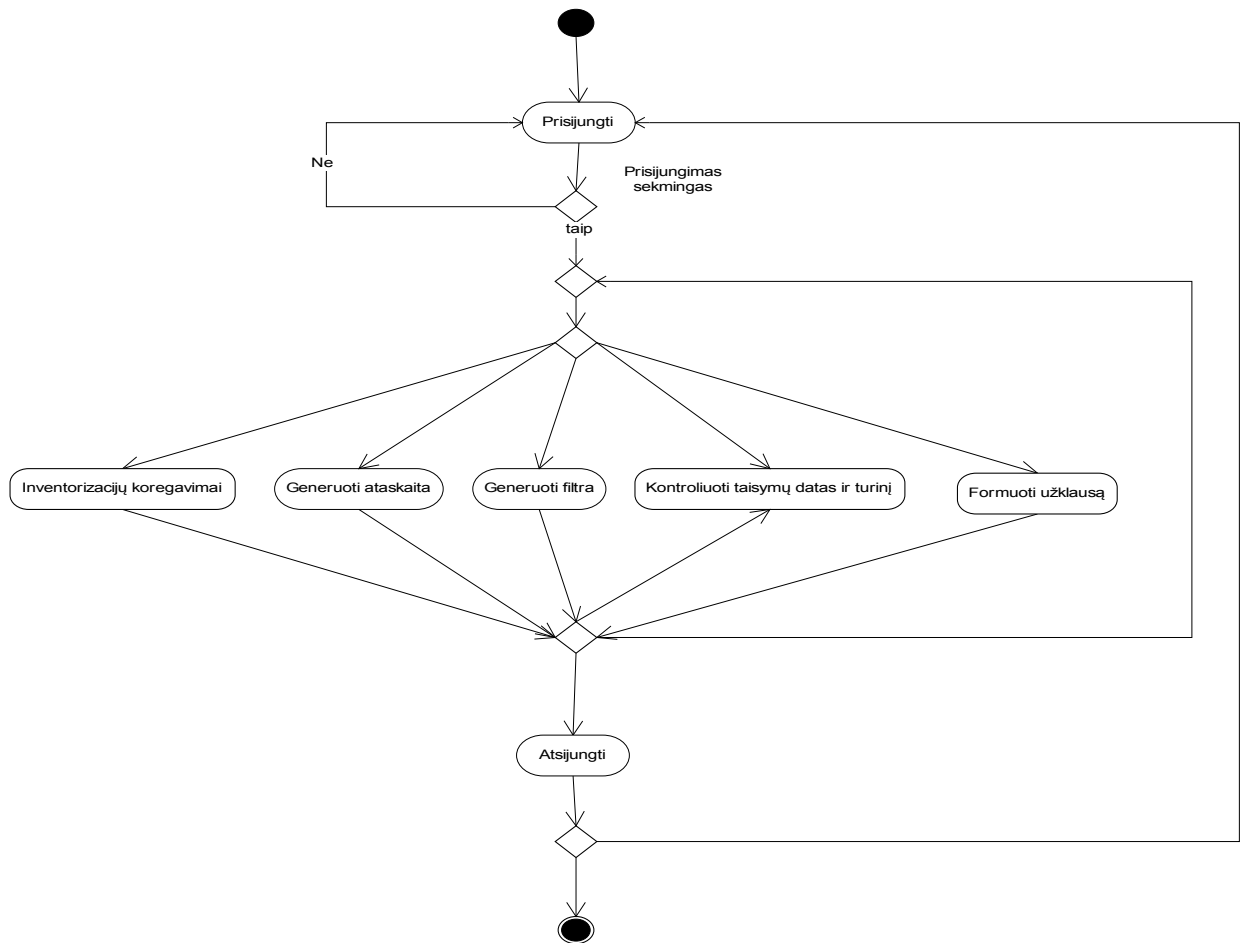 Prisijungti
Ne
Prisijungimas
sekmingas
taip
Inventorizacijų koregavimai
Generuoti ataskaita
Generuoti filtra
Kontroliuoti taisymų datas ir turinį
Formuoti užklausą
Atsijungti